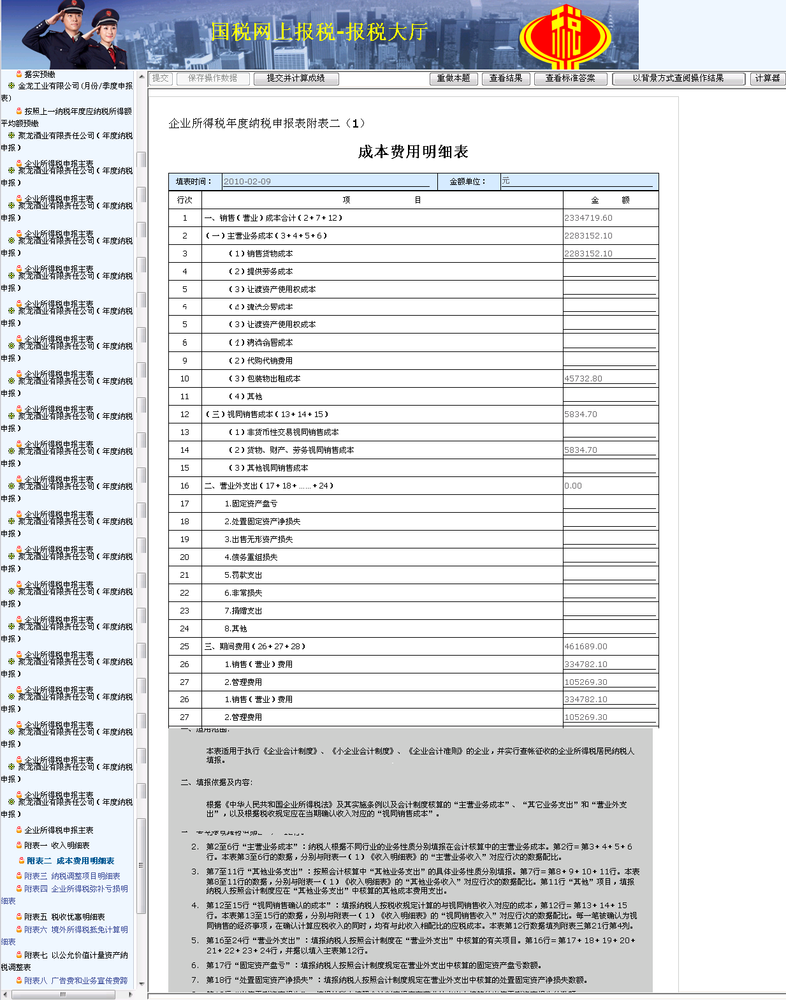 国税网上报税-报税大厅
据实预缴
金龙工业有限公司(月份/季度申报
表)
按照上一纳税年度应纳税所得额
平均额预缴
聚龙酒业有限责任公司(年度纳税
申报)
企业所得税申报主表
聚龙酒业有限责任公司(年度纳税
申报)
企业所得税申报主表
聚龙酒业有限责任公司(年度纳税
申报)
企业所得税申报主表
聚龙酒业有限责任公司(年度纳税
申报)
企业所得税申报主表
聚龙酒业有限责任公司(年度纳税
申报)
企业所得税申报主表
聚龙酒业有限责任公司(年度纳税
申报)
企业所得税申报主表
聚龙酒业有限责任公司(年度纳税
申报)
企业所得税申报主表
聚龙酒业有限责任公司(年度纳税
申报)
企业所得税申报主表
聚龙酒业有限责任公司(年度纳税
申报)
企业所得税申报主表
聚龙酒业有限责任公司(年度纳税
申报)
企业所得税申报主表
聚龙酒业有限责任公司(年度纳税
申报)
企业所得税申报主表
聚龙酒业有限责任公司(年度纳税
申报)
企业所得税申报主表
聚龙酒业有限责任公司(年度纳税
申报)
企业所得税申报主表
聚龙酒业有限责任公司(年度纳税
申报)
企业所得税申报主表
聚龙酒业有限责任公司(年度纳税
申报)
企业所得税申报主表
聚龙酒业有限责任公司(年度纳税
申报)
企业所得税申报主表
聚龙酒业有限责任公司(年度纳税
申报)
企业所得税申报主表
聚龙酒业有限责任公司(年度纳税
申报)
企业所得税申报主表
聚龙酒业有限责任公司(年度纳税
申报)
企业所得税申报主表
聚龙酒业有限责任公司(年度纳税
申报)
企业所得税申报主表
附表一 收入明细表
附表二 成本费用明细表
附表三 纳税调整项目明细表
附表四 企业所得税弥补亏损明
细表
附表五 税收优惠明细表
附表六 境外所得税抵免计算明
细表
附表七 以公允价值计量资产纳
税调整表
附表八 广告费和业务宣传费跨
提交 保存操作数据 提交并计算成绩 重做本题 查看结果 查看标准答案 以背景方式查阅操作结果 计算器
企业所得税年度纳税申报表附表二（1）
成本费用明细表
填表时间： 2010-02-09 金额单位： 元
行次 项 目 金 额
1 一、销售（营业）成本合计（2+7+12） 2334719.60
2 （一）主营业务成本（3+4+5+6） 2283152.10
3 （1）销售货物成本 2283152.10
4 （2）提供劳务成本
5 （3）让渡资产使用权成本
6 （4）建造合同成本
5 （3）让渡资产使用权成本
6
9 （2）代购代销费用
10 （3）包装物出租成本 45732.80
11 （4）其他
12 （三）视同销售成本（13+14+15） 5834.70
13 （1）非货币性交易视同销售成本
14 （2）货物、财产、劳务视同销售成本 5834.70
15 （3）其他视同销售成本
16 二、营业外支出（17+18+……+24） 0.00
17 1.固定资产盘亏
18 2.处置固定资产净损失
19 3.出售无形资产损失
20 4.债务重组损失
21 5.罚款支出
22 6.非常损失
23 7.捐赠支出
24 8.其他
25 三、期间费用（26+27+28） 461689.00
26 1.销售（营业）费用 334782.10
27 2.管理费用 105269.30
26 1.销售（营业）费用 334782.10
27 2.管理费用 105269.30
一、适用范围:
本表适用于执行《企业会计制度》、《小企业会计制度》、《企业会计准则》的企业，并实行查帐征收的企业所得税居民纳税人
填报。
二、填报依据及内容:
根据《中华人民共和国企业所得税法》及其实施条例以及会计制度核算的“主营业务成本”、“其它业务支出”和“营业外支
出”，以及根据税收规定应在当期确认收入对应的“视同销售成本”。
2. 第2至6行“主营业务成本”：纳税人根据不同行业的业务性质分别填报在会计核算中的主营业务成本。第2行＝第3+4+5+6
行。本表第3至6行的数据，分别与附表一（1）《收入明细表》的“主营业务收入”对应行次的数据配比。
3. 第7至11行“其他业务支出”：按照会计核算中“其他业务支出”的具体业务性质分别填报。第7行＝第8+9+10+11行。本表
第8至11行的数据，分别与附表一（1）《收入明细表》的“其他业务收入”对应行次的数据配比。第11行“其他”项目，填报
纳税人按照会计制度应在“其他业务支出”中核算的其他成本费用支出。
4. 第12至15行“视同销售确认的成本”：填报纳税人按税收规定计算的与视同销售收入对应的成本，第12行＝第13+14+15
行。本表第13至15行的数据，分别与附表一（1）《收入明细表》的“视同销售收入”对应行次的数据配比。每一笔被确认为视
同销售的经济事项，在确认计算应税收入的同时，均有与此收入相配比的应税成本。本表第12行数据填列附表三第21行第4列。
5. 第16至24行“营业外支出”：填报纳税人按照会计制度在“营业外支出”中核算的有关项目。第16行＝第17+18+19+20+
21+22+23+24行，并据以填入主表第12行。
6. 第17行“固定资产盘亏”：填报纳税人按照会计制度规定在营业外支出中核算的固定资产盘亏数额。
7. 第18行“处置固定资产净损失”：填报纳税人按照会计制度规定在营业外支出中核算的处置固定资产净损失数额。